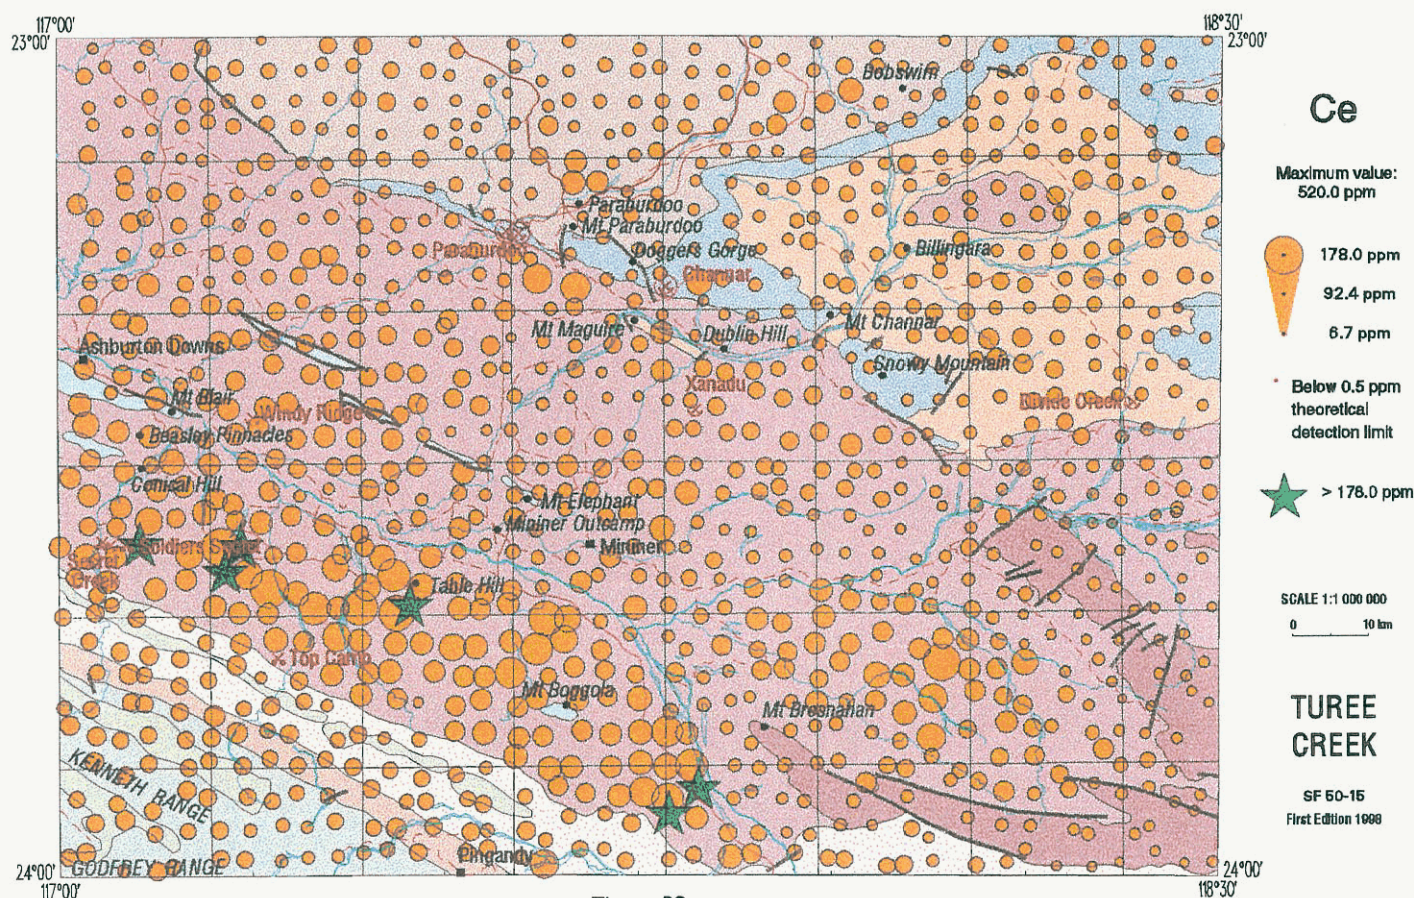 117°00'
118°30'
23°00'
23°00'
Bobswim
Ce
Maximum value:
520.0 ppm
Paraburdoo
Mt Paraburdoo
Paraburdoo
Doggers Gorge
Billingara
178.0 ppm
Channar
92.4 ppm
Mt Maguire
Dublin Hill
Mt Channar
6.7 ppm
Ashburton Downs
Snowy Mountain
Xanadu
Below 0.5 ppm
theoretical
detection limit
Mt Blair
Windy Ridge
Divide Creek
Beasley Pinnacles
Conical Hill
Mt Elephant
> 178.0 ppm
Mininer Outcamp
Soldiers Secret
Mininer
Kestrel
Creek
Table Hill
SCALE 1:1 000 000
0 10 km
Top Camp
Mt Boggola
Mt Bresnahan
TUREE
CREEK
KENNETH RANGE
SF 50-15
First Edition 1998
Pingandy
GODFREY RANGE
24°00'
24°00'
117°00'
118°30'